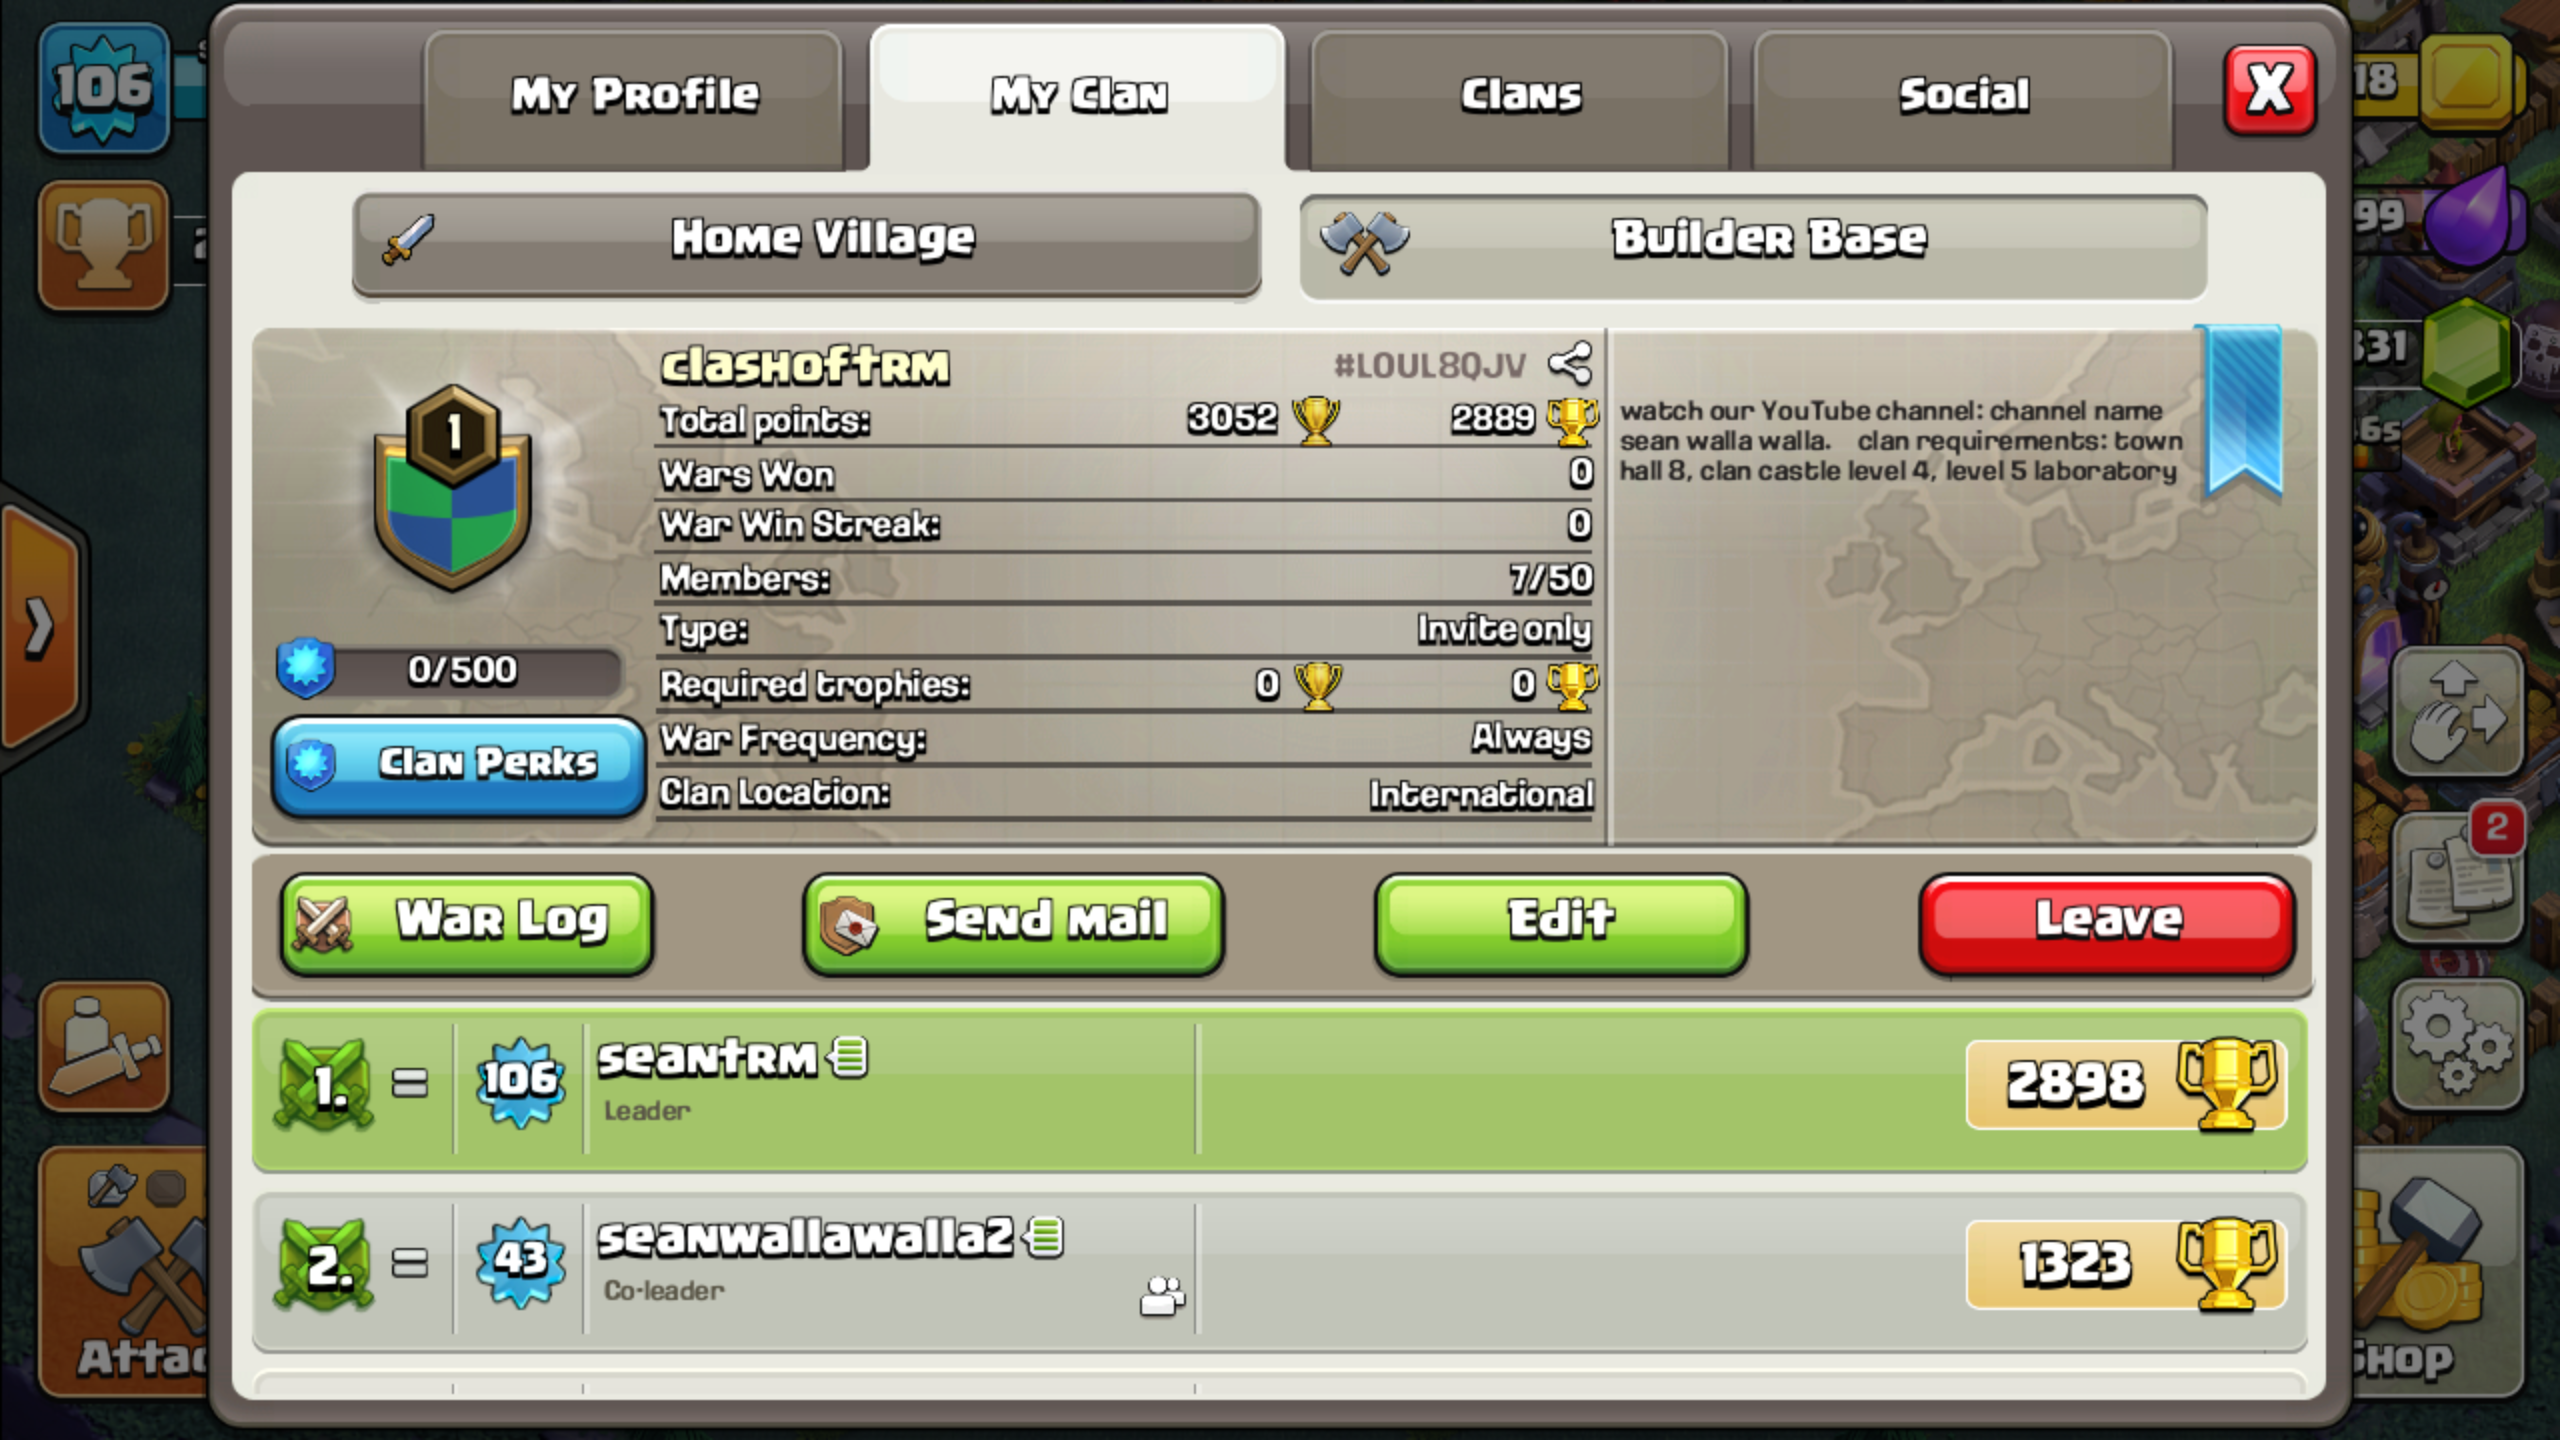 106
My Profile
My Clan
Clans
Social
X
18
Home Village
Builder Base
99
clashoftRM
#LOUL8QJV
331
1
Total points:
3052
2889
watch our YouTube channel: channel name
sean walla walla. clan requirements: town
hall 8, clan castle level 4, level 5 laboratory
6s
Wars Won
0
War Win Streak:
0
Members:
7/50
Type:
Invite only
0/500
Required trophies:
0
0
Clan Perks
War Frequency:
Always
Clan Location:
International
2
War Log
Send Mail
Edit
Leave
1.
=
106
seantRM
Leader
2898
2.
=
43
seanwallawalla2
Co-leader
1323
Attac
Shop